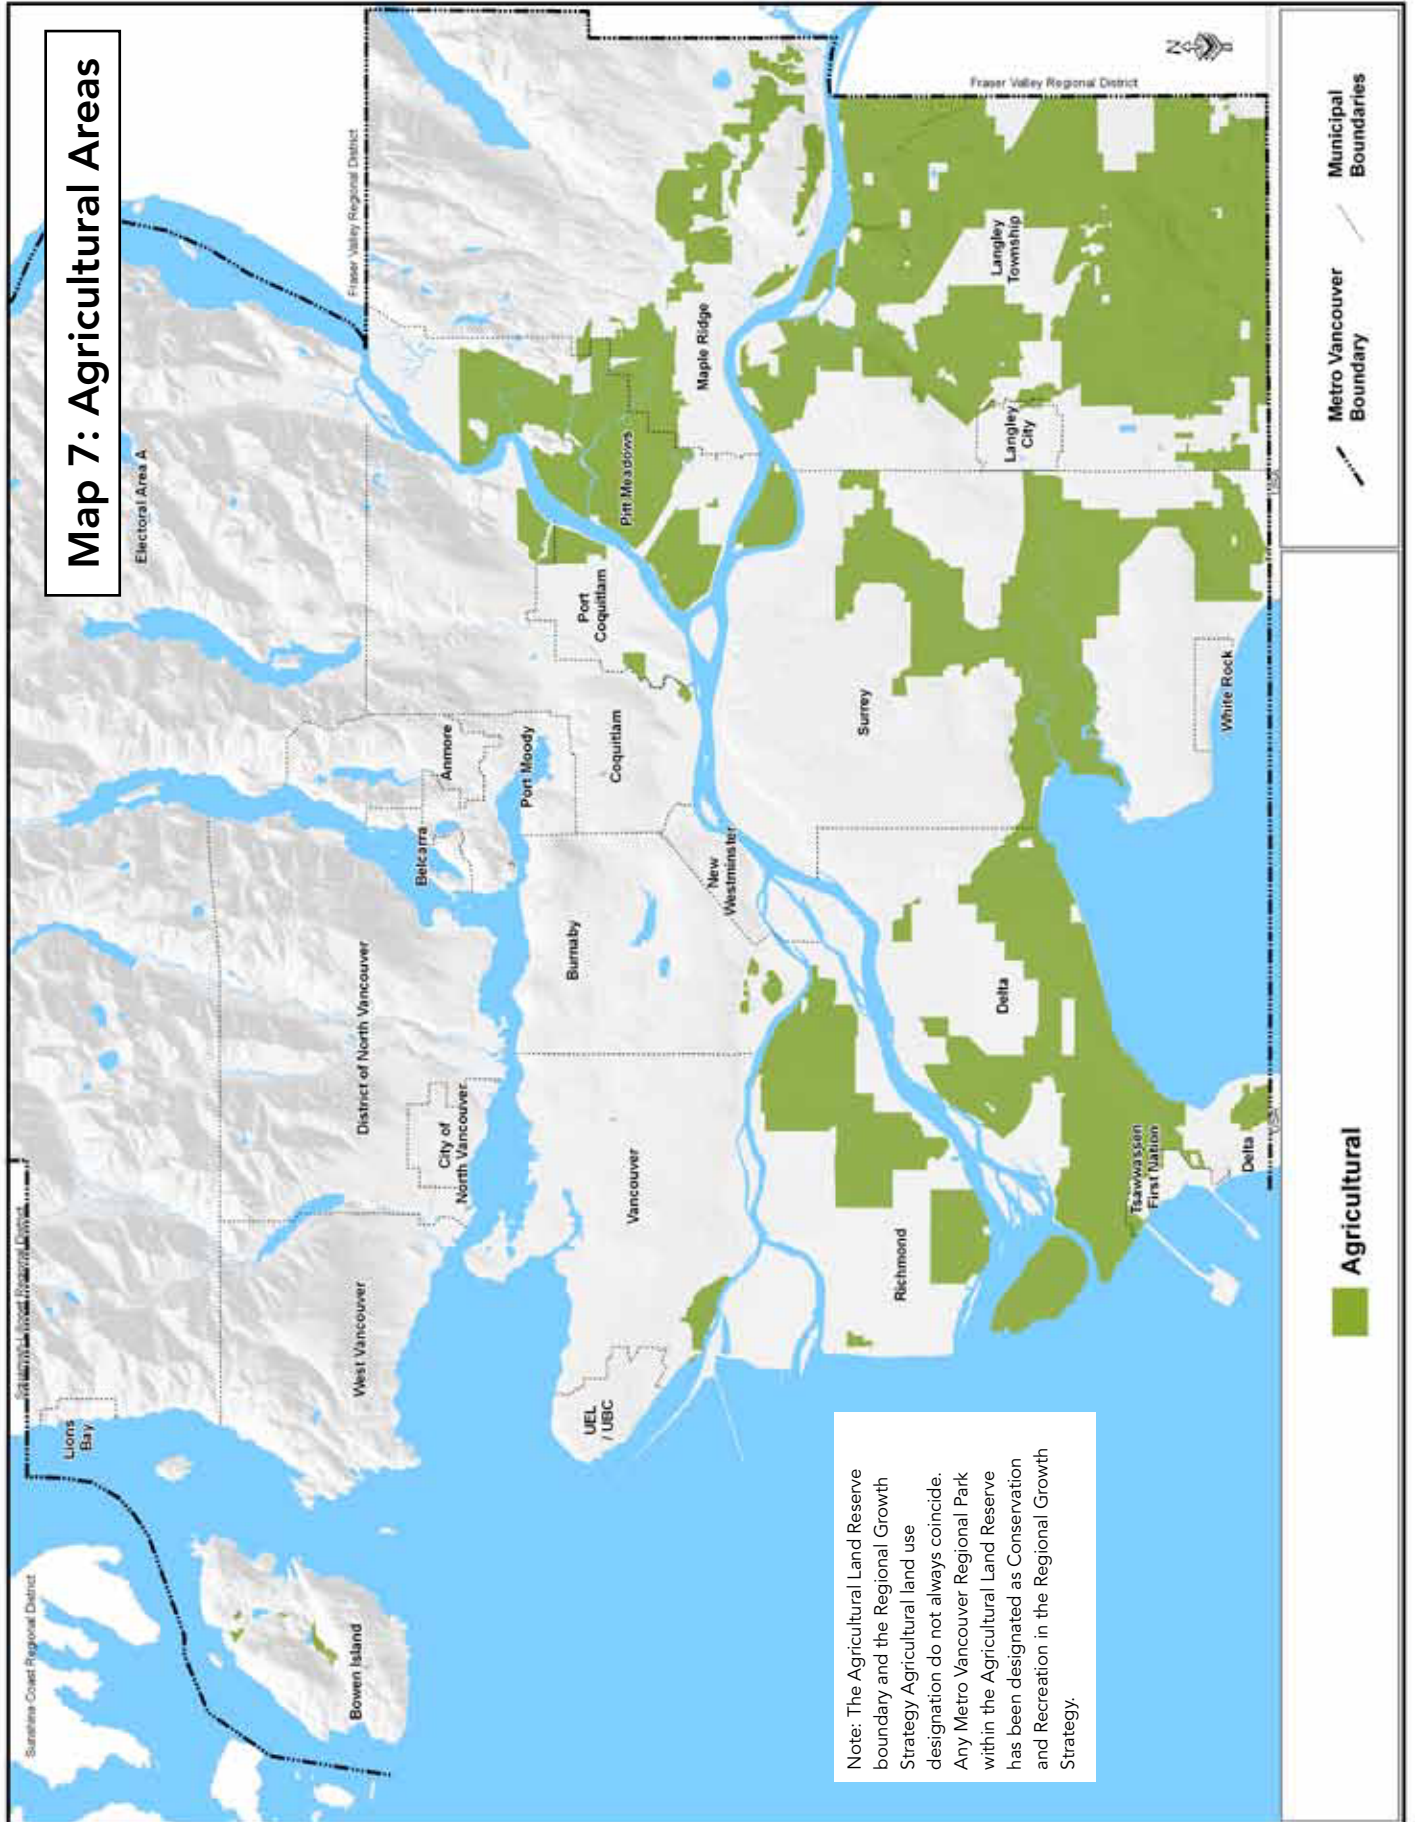 Map 7: Agricultural Areas
Sunshine Coast Regional District
Sunshine Coast Regional District
Lions
Bay
Electoral Area A
Fraser Valley Regional District
Bowen Island
West Vancouver
District of North Vancouver
City of
North Vancouver
Belcarra
Anmore
Port Moody
UEL
/ UBC
Vancouver
Burnaby
Coquitlam
Port
Coquitlam
Pitt Meadows
Maple Ridge
New
Westminster
Richmond
Surrey
Delta
Langley
City
Langley
Township
Fraser Valley Regional District
N
Tsawwassen
First Nation
Delta
White Rock
USA
Note: The Agricultural Land Reserve
boundary and the Regional Growth
Strategy Agricultural land use
designation do not always coincide.
Any Metro Vancouver Regional Park
within the Agricultural Land Reserve
has been designated as Conservation
and Recreation in the Regional Growth
Strategy.
Agricultural
Metro Vancouver
Boundary
Municipal
Boundaries